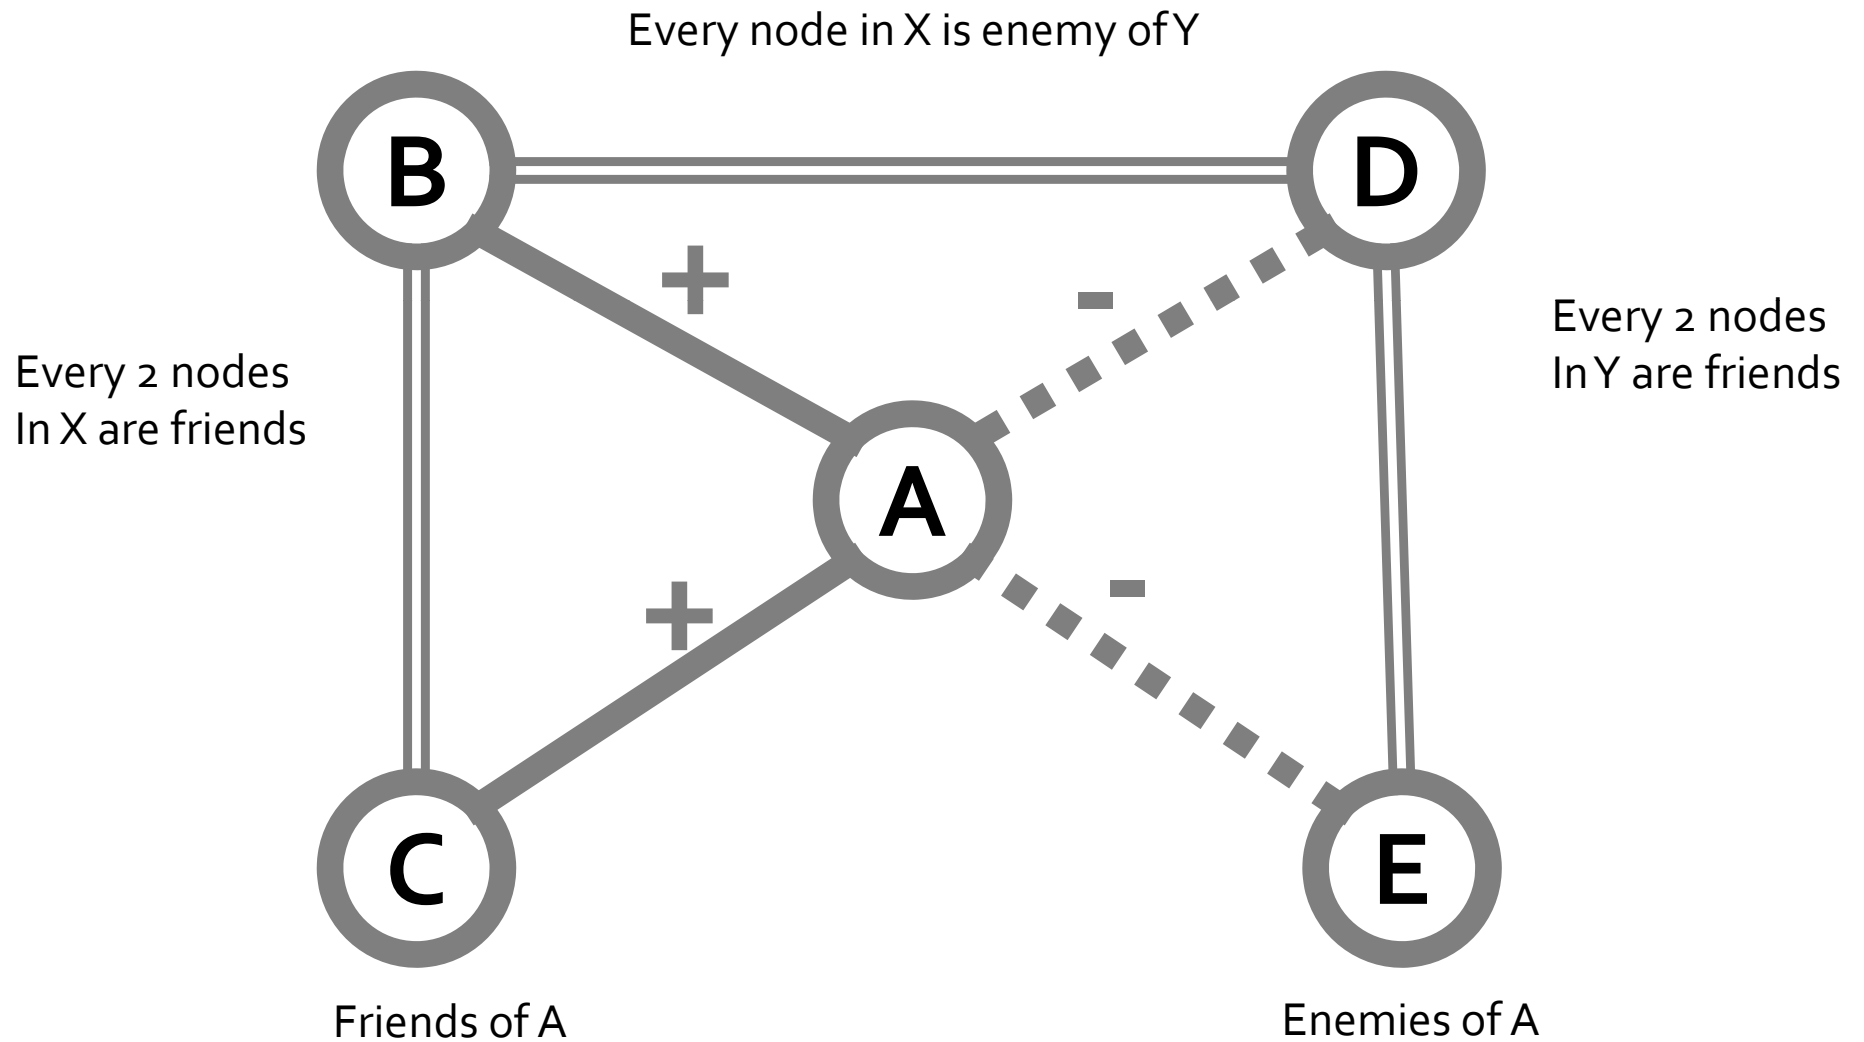 Every node in X is enemy of Y
B
D
+
-
Every 2 nodes
In X are friends
Every 2 nodes
In Y are friends
A
+
-
C
E
Friends of A
Enemies of A